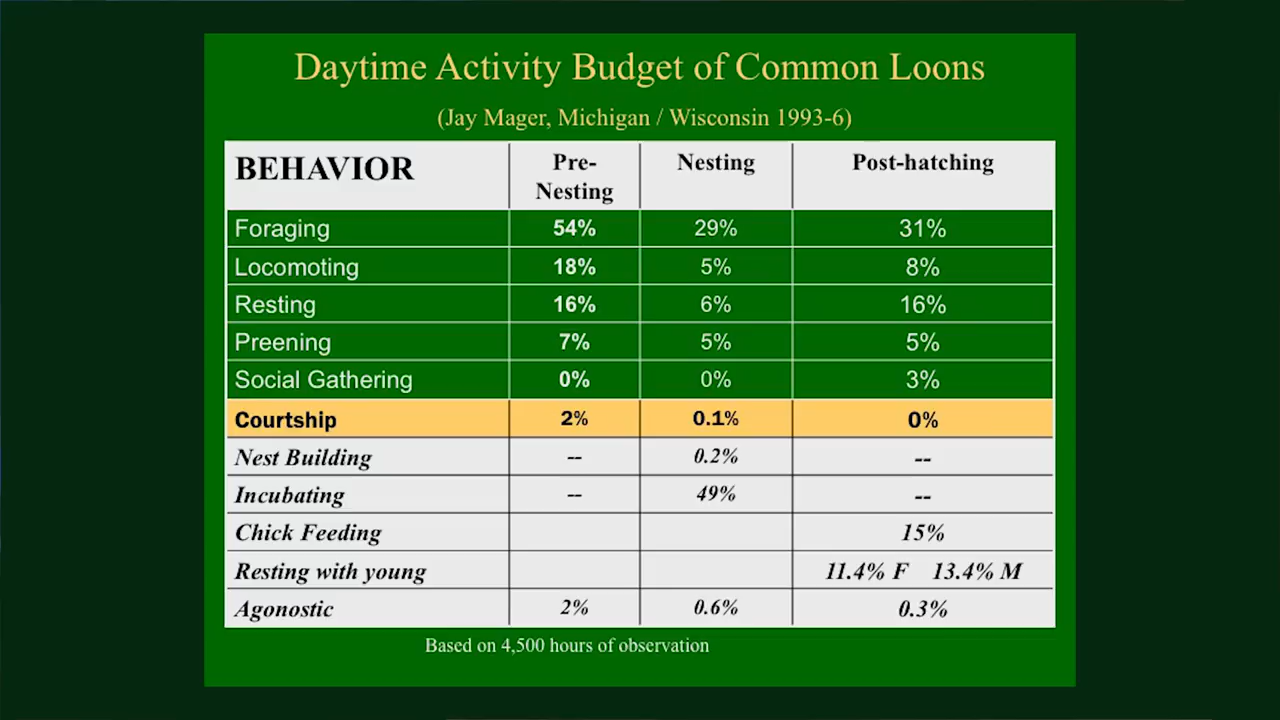 Daytime Activity Budget of Common Loons
(Jay Mager, Michigan / Wisconsin 1993-6)
BEHAVIOR Pre-Nesting Nesting Post-hatching
Foraging 54% 29% 31%
Locomoting 18% 5% 8%
Resting 16% 6% 16%
Preening 7% 5% 5%
Social Gathering 0% 0% 3%
Courtship 2% 0.1% 0%
Nest Building -- 0.2% --
Incubating -- 49% --
Chick Feeding 15%
Resting with young 11.4% F 13.4% M
Agonostic 2% 0.6% 0.3%
Based on 4,500 hours of observation